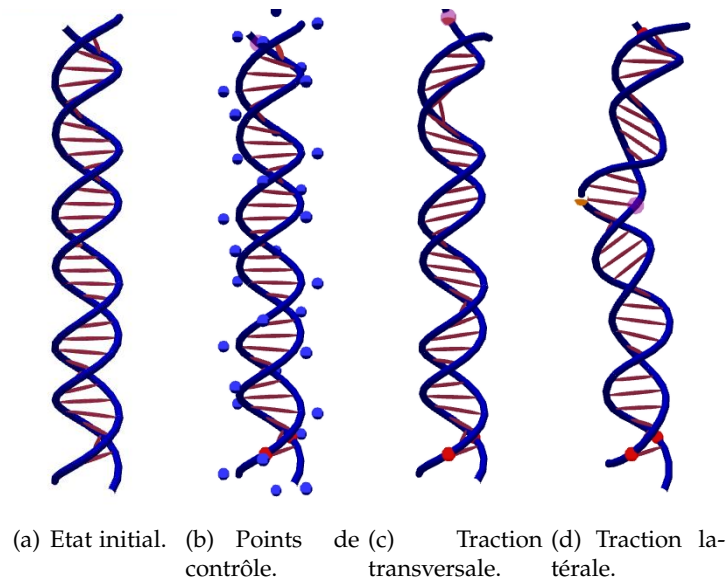 (a) Etat initial. (b) Points de contrôle. (c) Traction transversale. (d) Traction la-
térale.